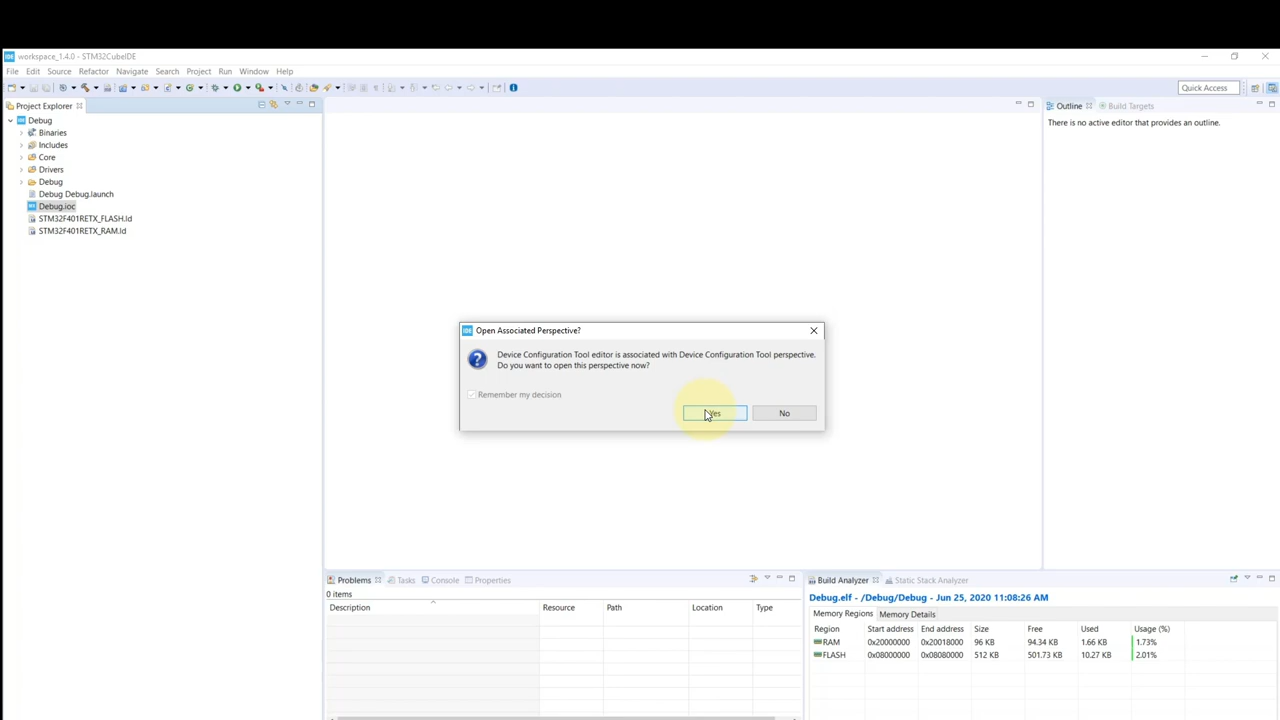 workspace_1.4.0 - STM32CubeIDE
File Edit Source Refactor Navigate Search Project Run Window Help
Quick Access
Project Explorer
Debug
Binaries
Includes
Core
Drivers
Debug
Debug Debug.launch
Debug.ioc
STM32F401RETX_FLASH.ld
STM32F401RETX_RAM.ld
Outline Build Targets
There is no active editor that provides an outline.
IDE Open Associated Perspective?
Device Configuration Tool editor is associated with Device Configuration Tool perspective.
Do you want to open this perspective now?
Remember my decision
Yes No
Problems Tasks Console Properties
0 items
Description Resource Path Location Type
Build Analyzer Static Stack Analyzer
Debug.elf - /Debug/Debug - Jun 25, 2020 11:08:26 AM
Memory Regions Memory Details
Region Start address End address Size Free Used Usage (%)
RAM 0x20000000 0x20018000 96 KB 94.34 KB 1.66 KB 1.73%
FLASH 0x08000000 0x08080000 512 KB 501.73 KB 10.27 KB 2.01%